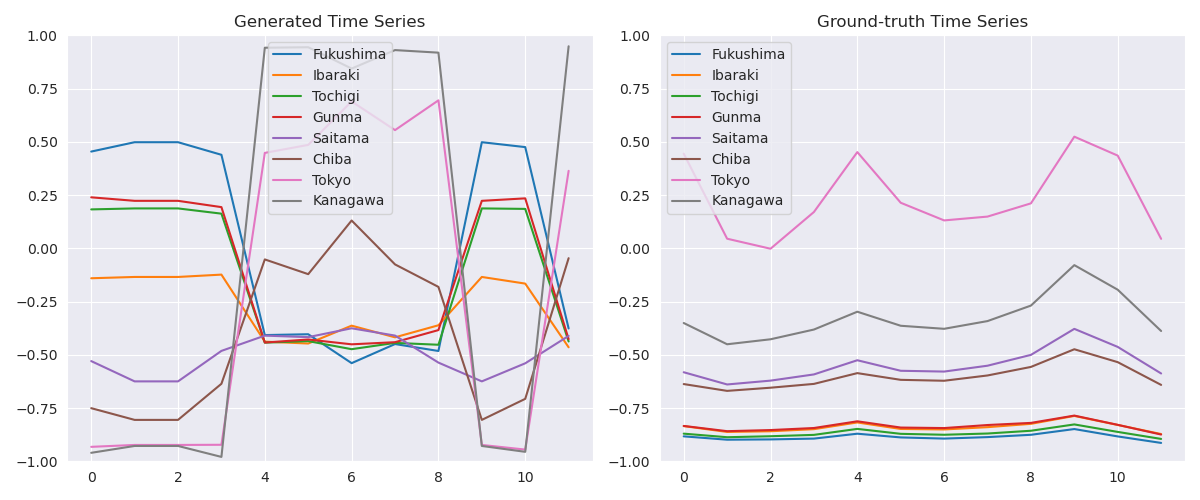 Generated Time Series
1.00
0.75
0.50
0.25
0.00
−0.25
−0.50
−0.75
−1.00
0 2 4 6 8 10
Fukushima
Ibaraki
Tochigi
Gunma
Saitama
Chiba
Tokyo
Kanagawa
Ground-truth Time Series
1.00
0.75
0.50
0.25
0.00
−0.25
−0.50
−0.75
−1.00
0 2 4 6 8 10
Fukushima
Ibaraki
Tochigi
Gunma
Saitama
Chiba
Tokyo
Kanagawa